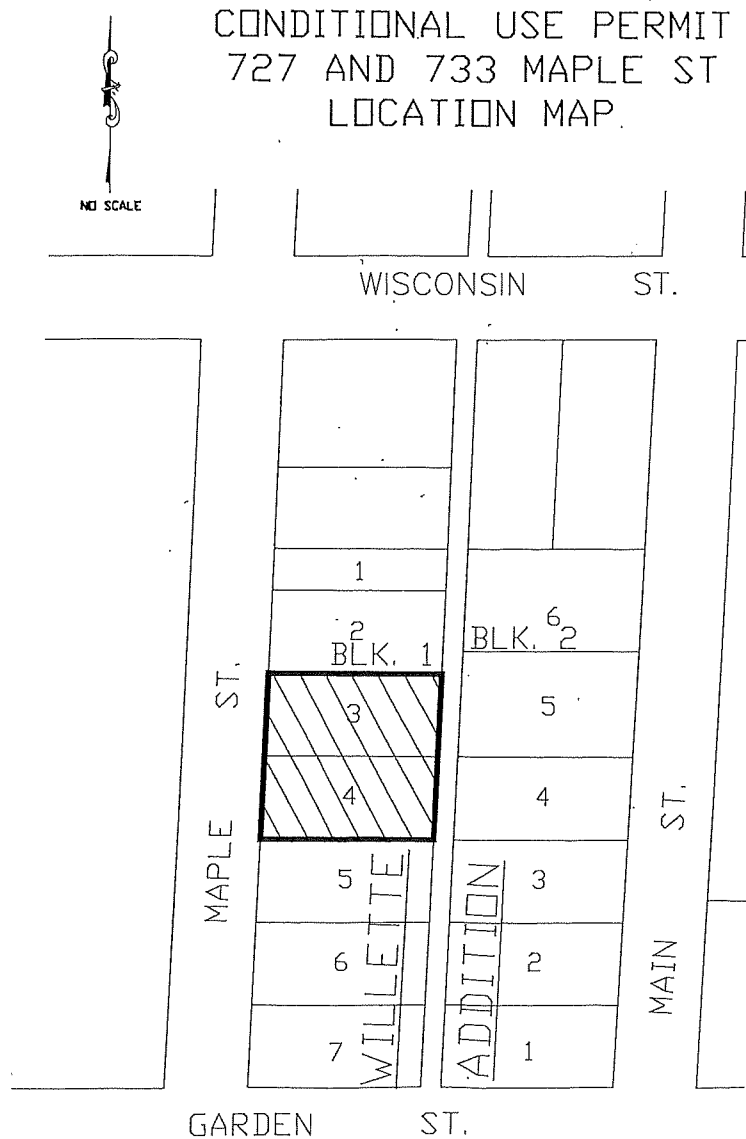 CONDITIONAL USE PERMIT
727 AND 733 MAPLE ST
LOCATION MAP
NO SCALE
WISCONSIN ST.
1
2
BLK. 1
6
BLK. 2
3
5
4
4
MAPLE ST.
MAIN ST.
5
3
6
2
7
1
WILLETTE
ADDITION
GARDEN ST.